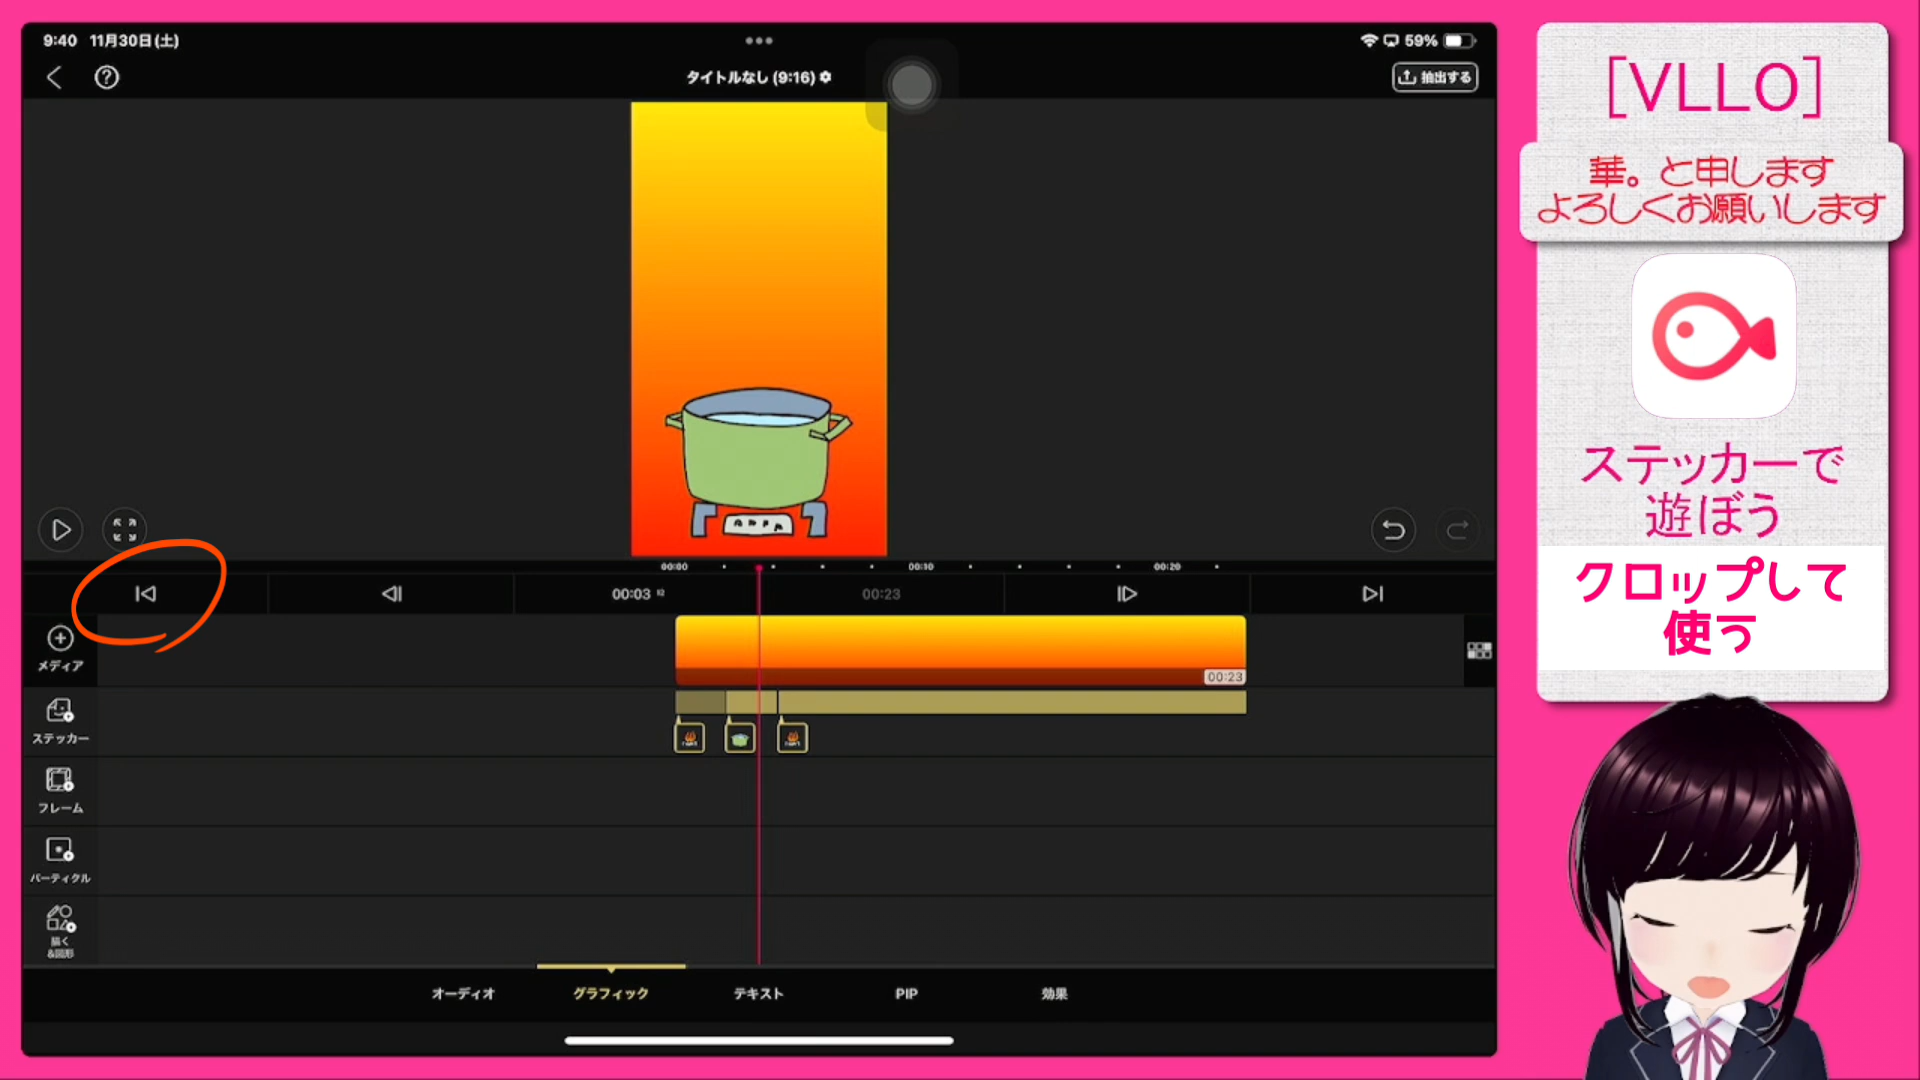 9:40 11月30日(土)
59%
タイトルなし (9:16)
抽出する
00:00
00:10
00:20
00:03 12
00:23
メディア
00:23
ステッカー
フレーム
パーティクル
描く
&図形
オーディオ
グラフィック
テキスト
PIP
効果
[VLLO]
華。と申します
よろしくお願いします
ステッカーで
遊ぼう
クロップして
使う